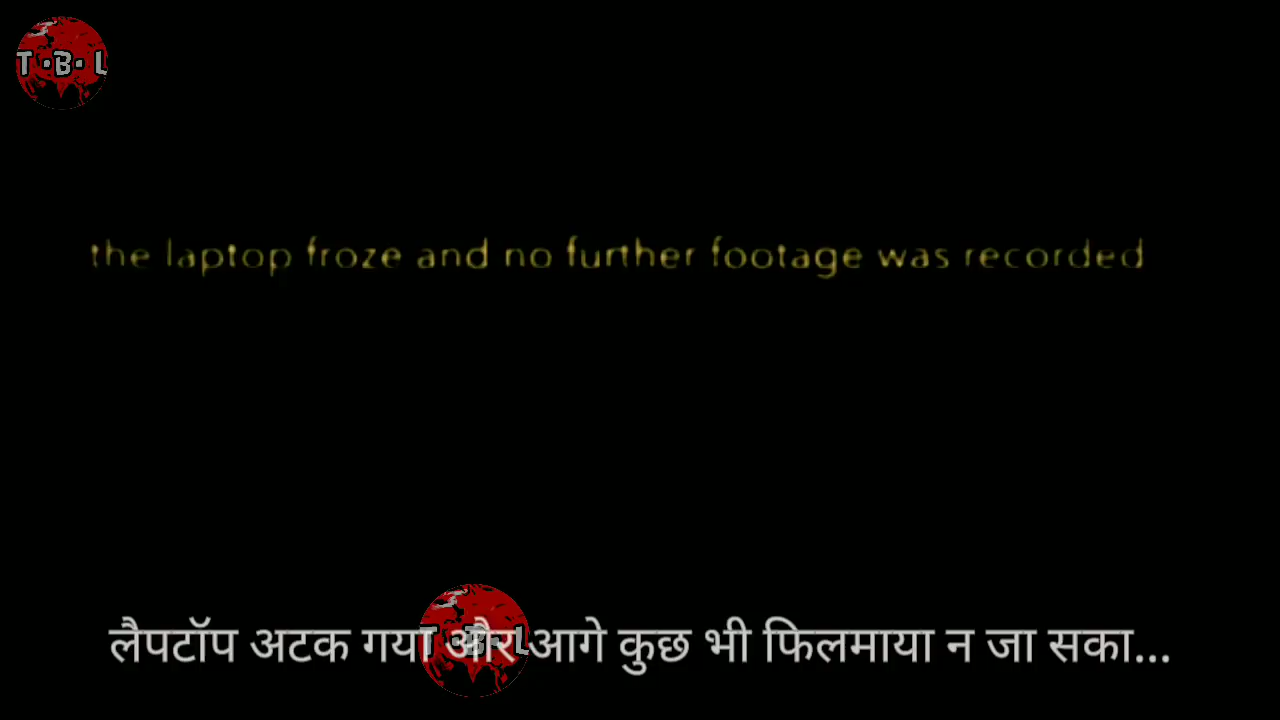 T•B•L
the laptop froze and no further footage was recorded
T•B•L
लैपटॉप अटक गया और आगे कुछ भी फिलमाया न जा सका...